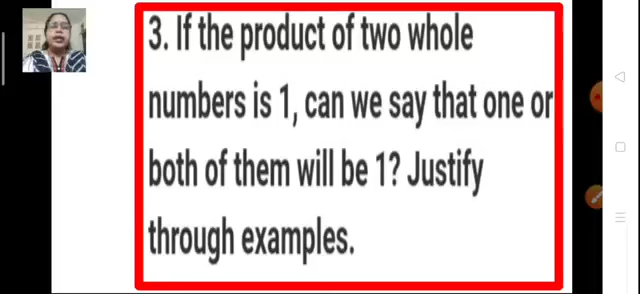 3. If the product of two whole
numbers is 1, can we say that one or
both of them will be 1? Justify
through examples.